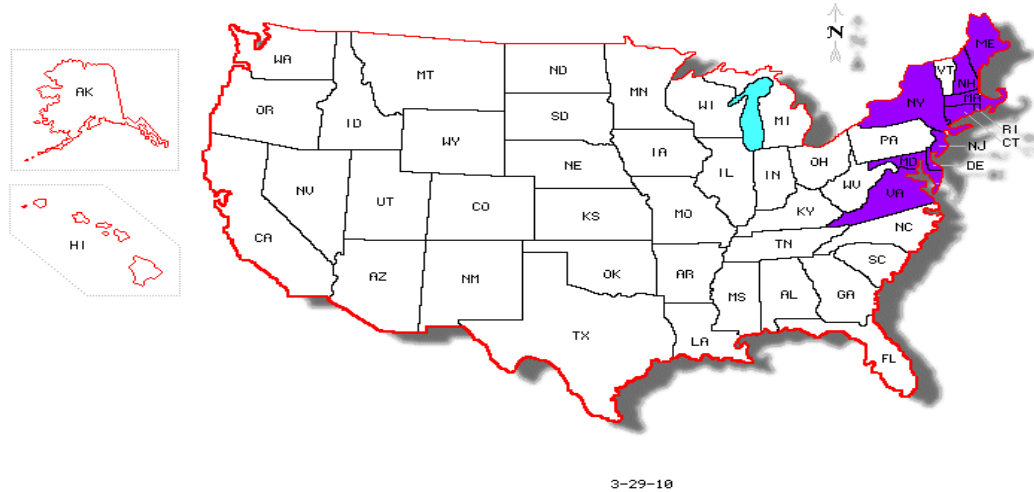 N
ME
WA
VT
AK
MT
ND
NH
MN
WI
NY
MA
OR
SD
MI
ID
RI
WY
PA
CT
NJ
IA
OH
NE
MD
DE
IL
IN
NV
WV
VA
UT
CO
KY
MO
KS
NC
CA
TN
HI
SC
OK
AZ
NM
AR
MS
AL
GA
TX
LA
FL
3-29-10